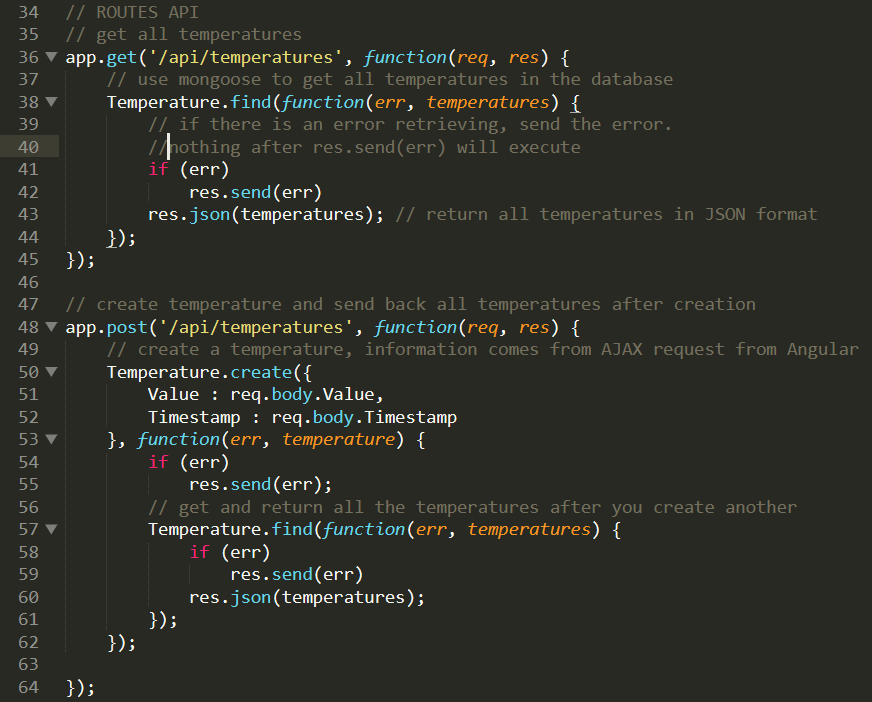 34 // ROUTES API
35 // get all temperatures
36 app.get('/api/temperatures', function(req, res) {
37     // use mongoose to get all temperatures in the database
38     Temperature.find(function(err, temperatures) {
39         // if there is an error retrieving, send the error.
40         //nothing after res.send(err) will execute
41         if (err)
42             res.send(err)
43         res.json(temperatures); // return all temperatures in JSON format
44     });
45 });
46
47 // create temperature and send back all temperatures after creation
48 app.post('/api/temperatures', function(req, res) {
49     // create a temperature, information comes from AJAX request from Angular
50     Temperature.create({
51         Value : req.body.Value,
52         Timestamp : req.body.Timestamp
53     }, function(err, temperature) {
54         if (err)
55             res.send(err);
56         // get and return all the temperatures after you create another
57         Temperature.find(function(err, temperatures) {
58             if (err)
59                 res.send(err)
60             res.json(temperatures);
61         });
62     });
63
64 });